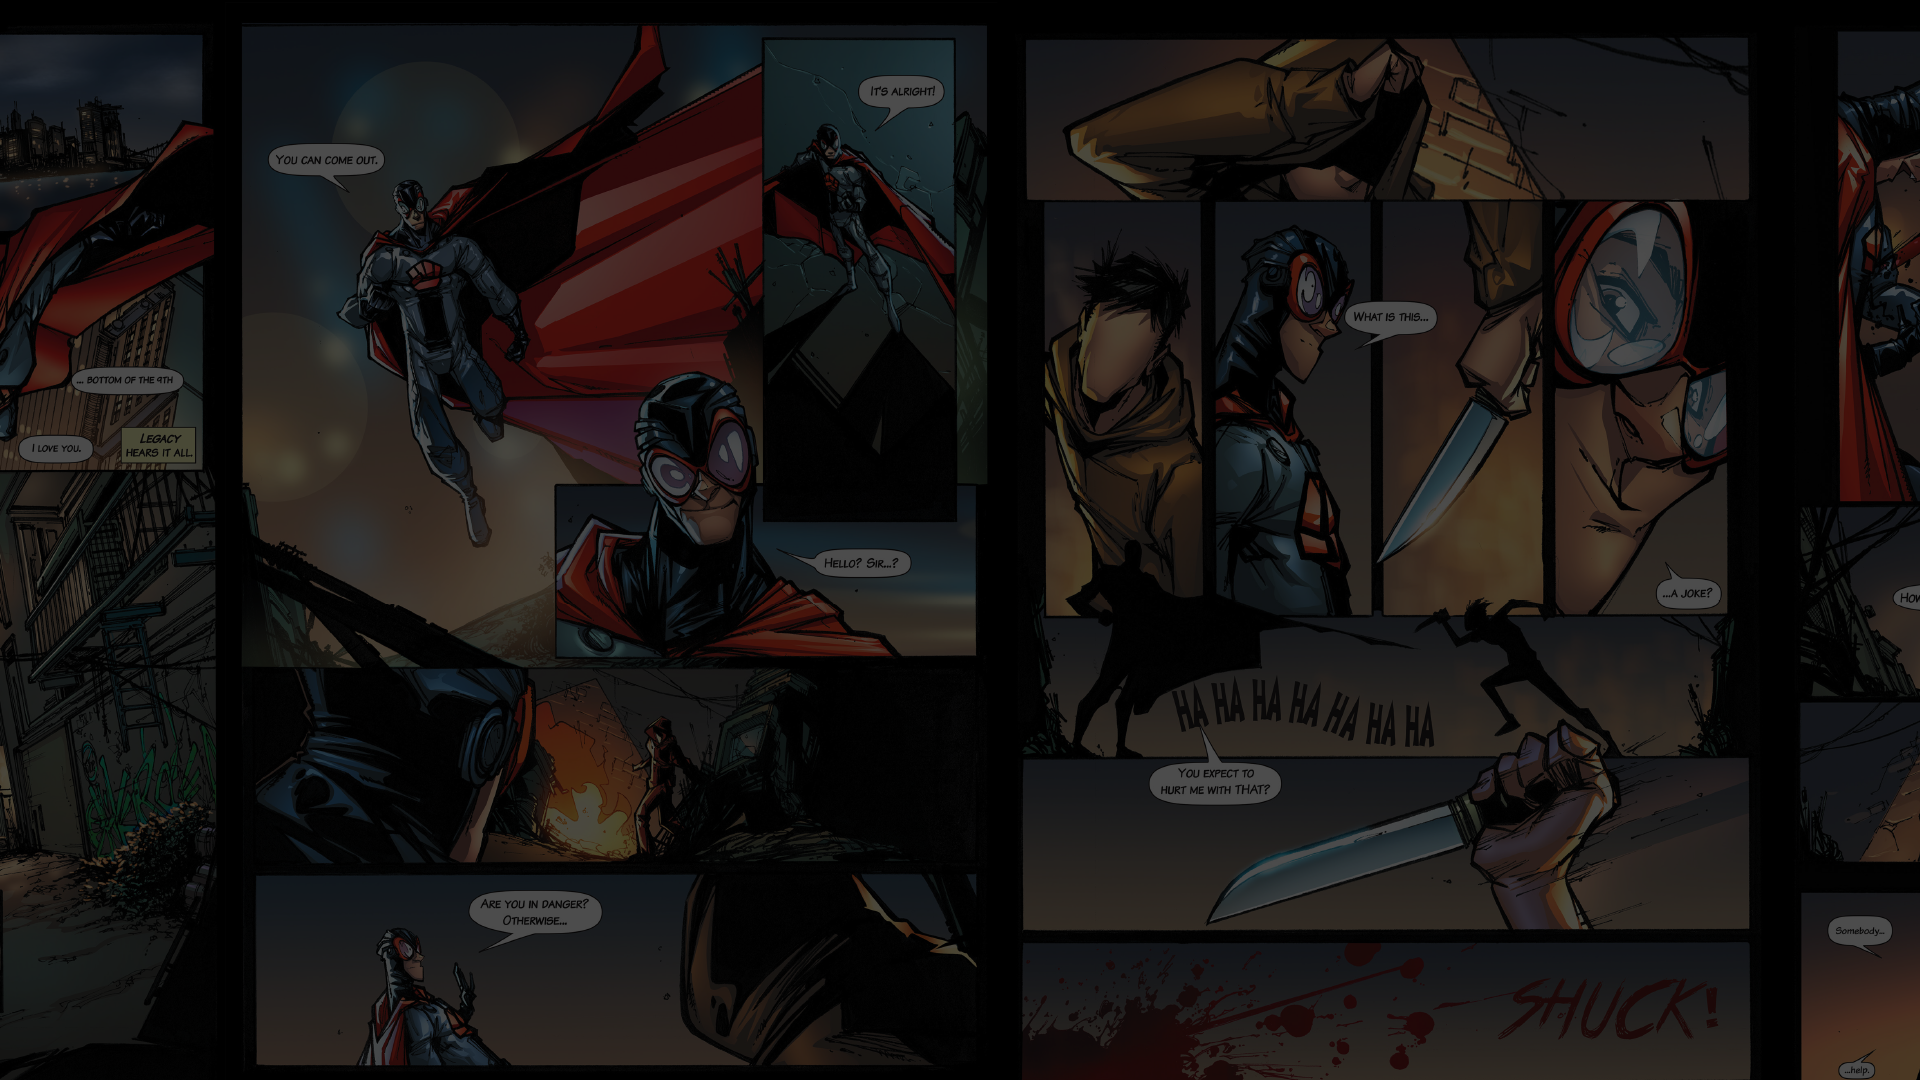 ... BOTTOM OF THE 9TH
I LOVE YOU.
LEGACY
HEARS IT ALL.
YOU CAN COME OUT.
IT'S ALRIGHT!
HELLO? SIR...?
ARE YOU IN DANGER?
OTHERWISE...
WHAT IS THIS...
...A JOKE?
HA HA HA HA HA HA HA
YOU EXPECT TO
HURT ME WITH THAT?
SHUCK!
Somebody...
...help.